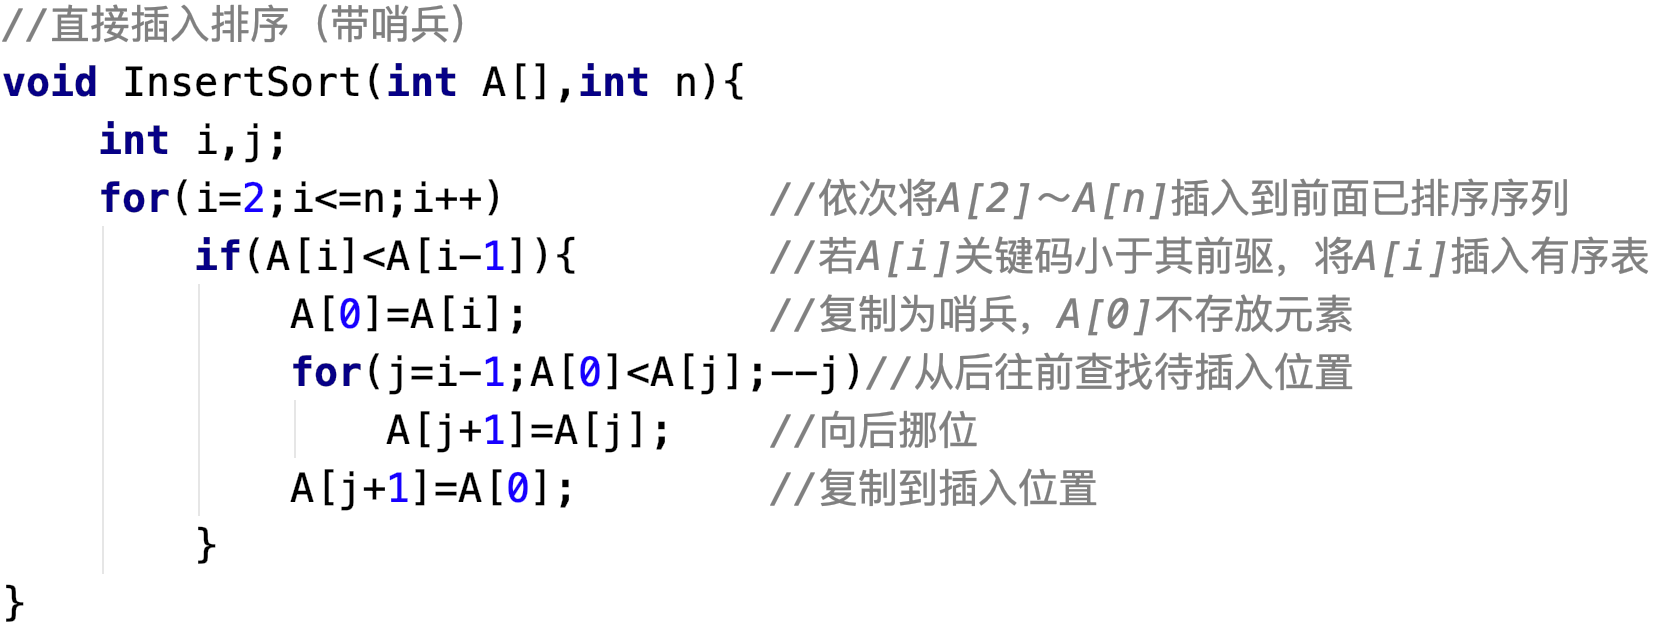 //直接插入排序（带哨兵）
void InsertSort(int A[],int n){
    int i,j;
    for(i=2;i<=n;i++)           //依次将A[2]～A[n]插入到前面已排序序列
        if(A[i]<A[i-1]){        //若A[i]关键码小于其前驱，将A[i]插入有序表
            A[0]=A[i];          //复制为哨兵，A[0]不存放元素
            for(j=i-1;A[0]<A[j];--j)//从后往前查找待插入位置
                A[j+1]=A[j];    //向后挪位
            A[j+1]=A[0];        //复制到插入位置
        }
}